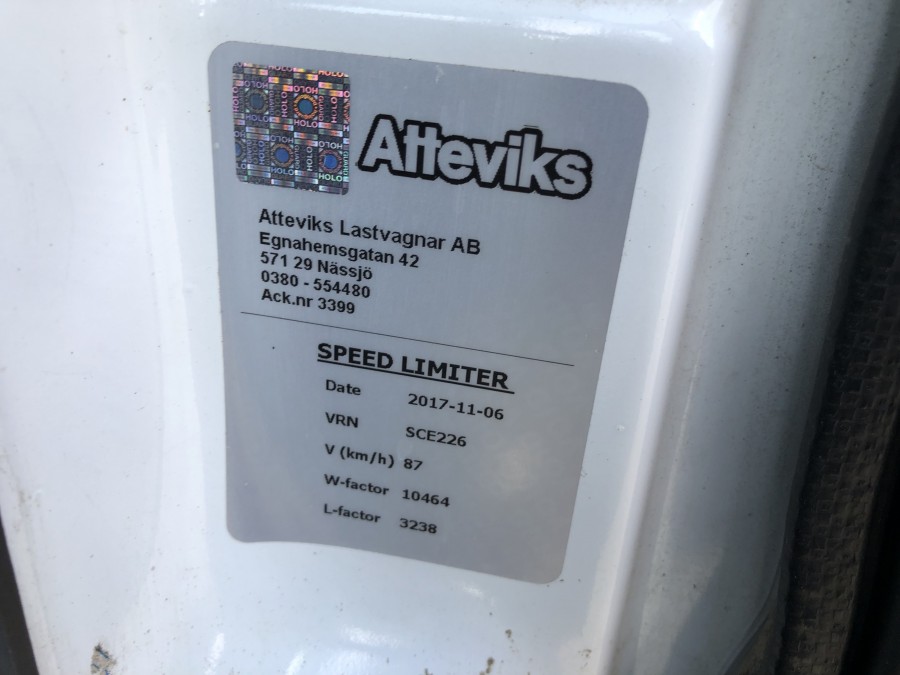 Atteviks
Atteviks Lastvagnar AB
Egnahemsgatan 42
571 29 Nässjö
0380 - 554480
Ack.nr 3399
SPEED LIMITER
Date 2017-11-06
VRN SCE226
V (km/h) 87
W-factor 10464
L-factor 3238